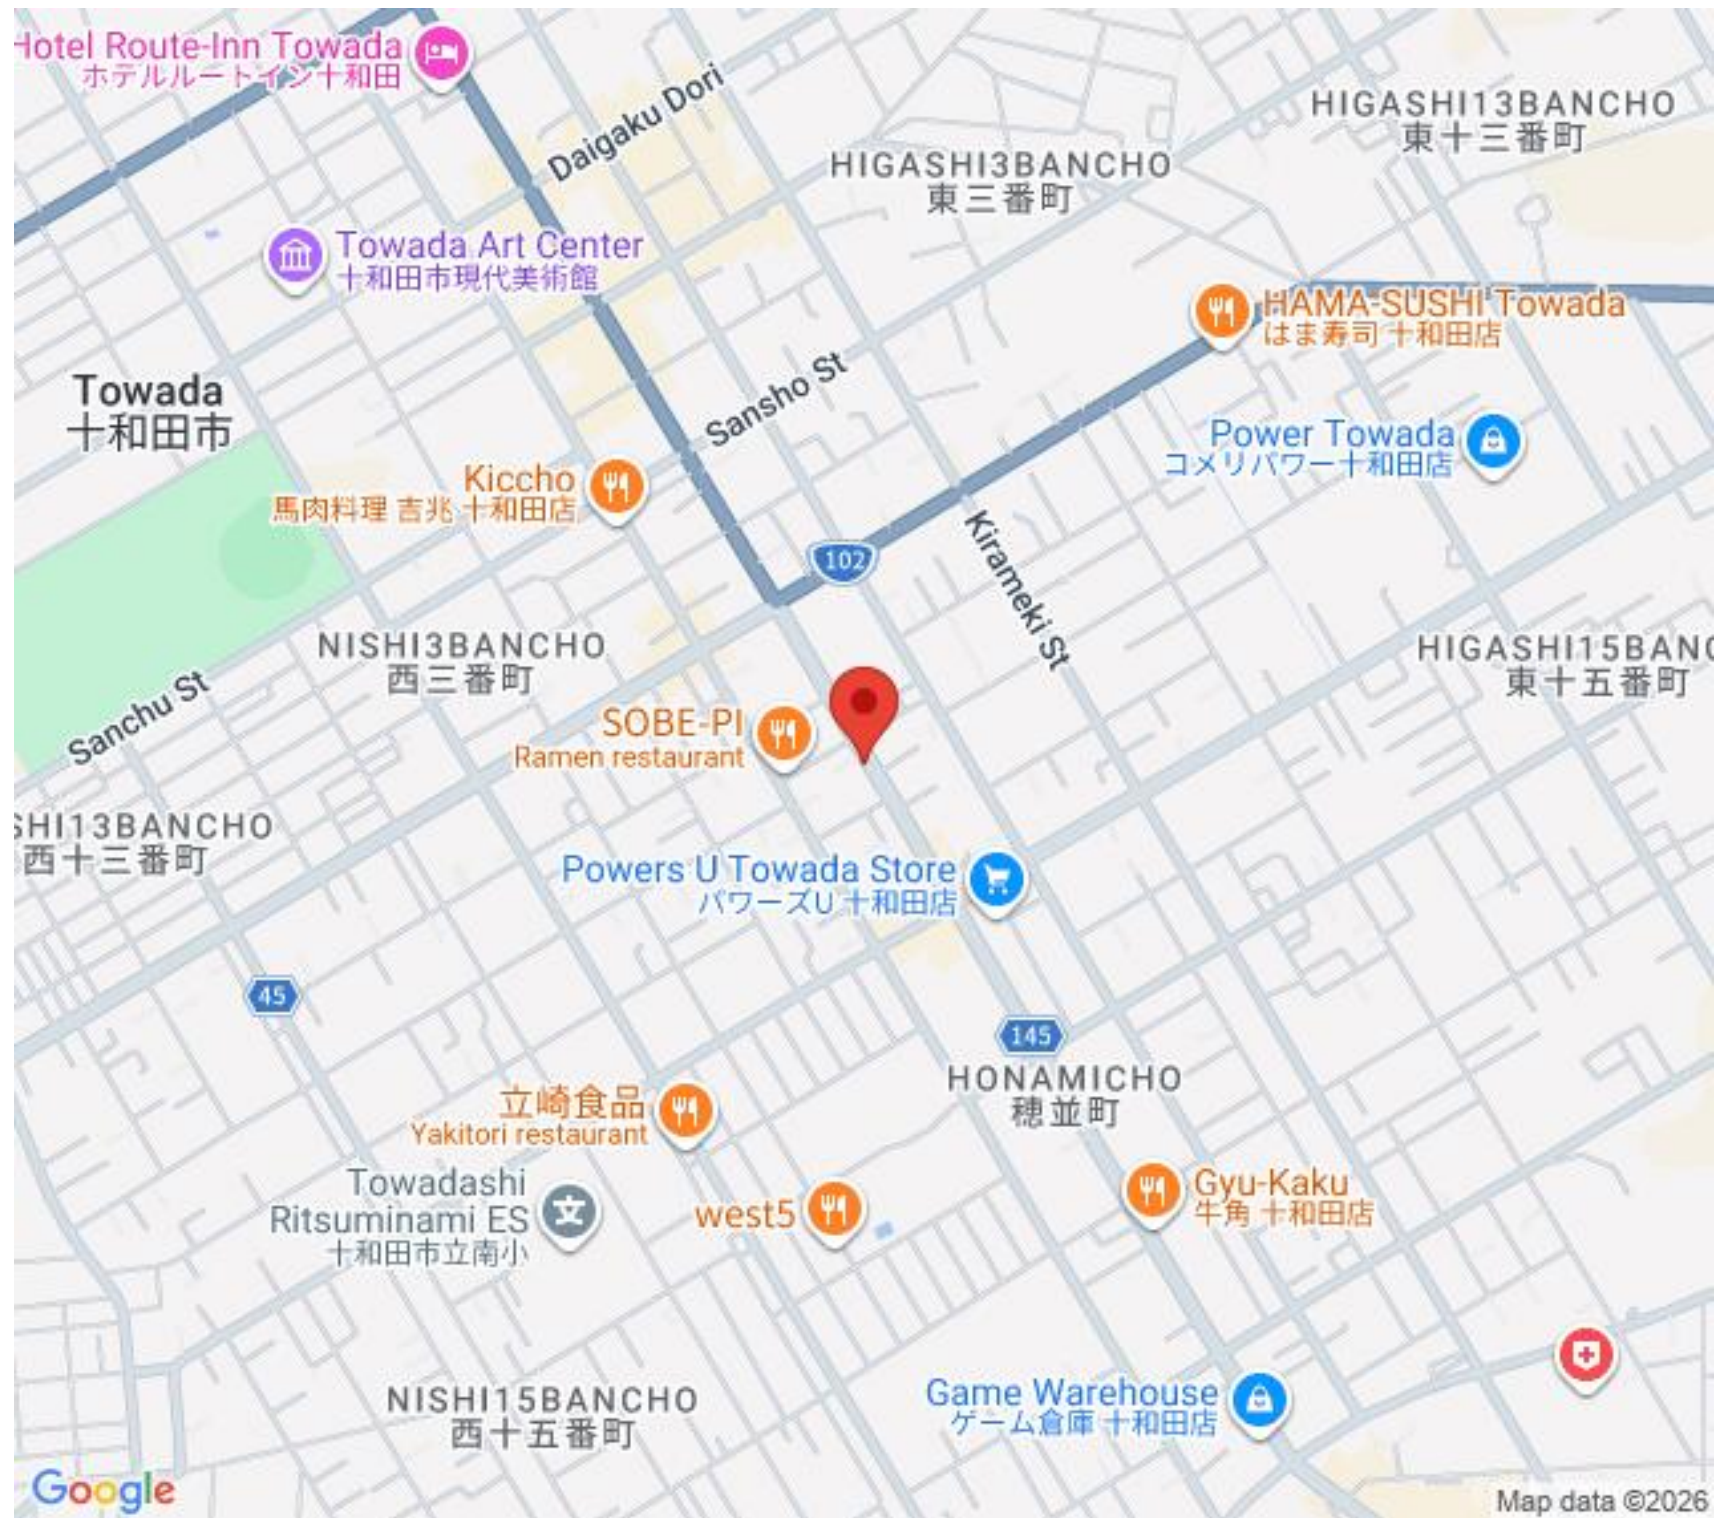 Hotel Route-Inn Towada
ホテルルートイン十和田
Daigaku Dori
HIGASHI13BANCHO
東十三番町
HIGASHI3BANCHO
東三番町
Towada Art Center
十和田市現代美術館
HAMA-SUSHI Towada
はま寿司 十和田店
Towada
十和田市
Sansho St
Power Towada
コメリパワー十和田店
Kiccho
馬肉料理 吉兆 十和田店
102
Kirameki St
NISHI3BANCHO
西三番町
HIGASHI15BANC
東十五番町
Sanchu St
SOBE-PI
Ramen restaurant
SHI13BANCHO
西十三番町
Powers U Towada Store
パワーズU 十和田店
45
145
HONAMICHO
穂並町
立崎食品
Yakitori restaurant
Towadashi
Ritsuminami ES
十和田市立南小
文
west5
Gyu-Kaku
牛角 十和田店
Game Warehouse
ゲーム倉庫 十和田店
NISHI15BANCHO
西十五番町
Google
Map data ©2026